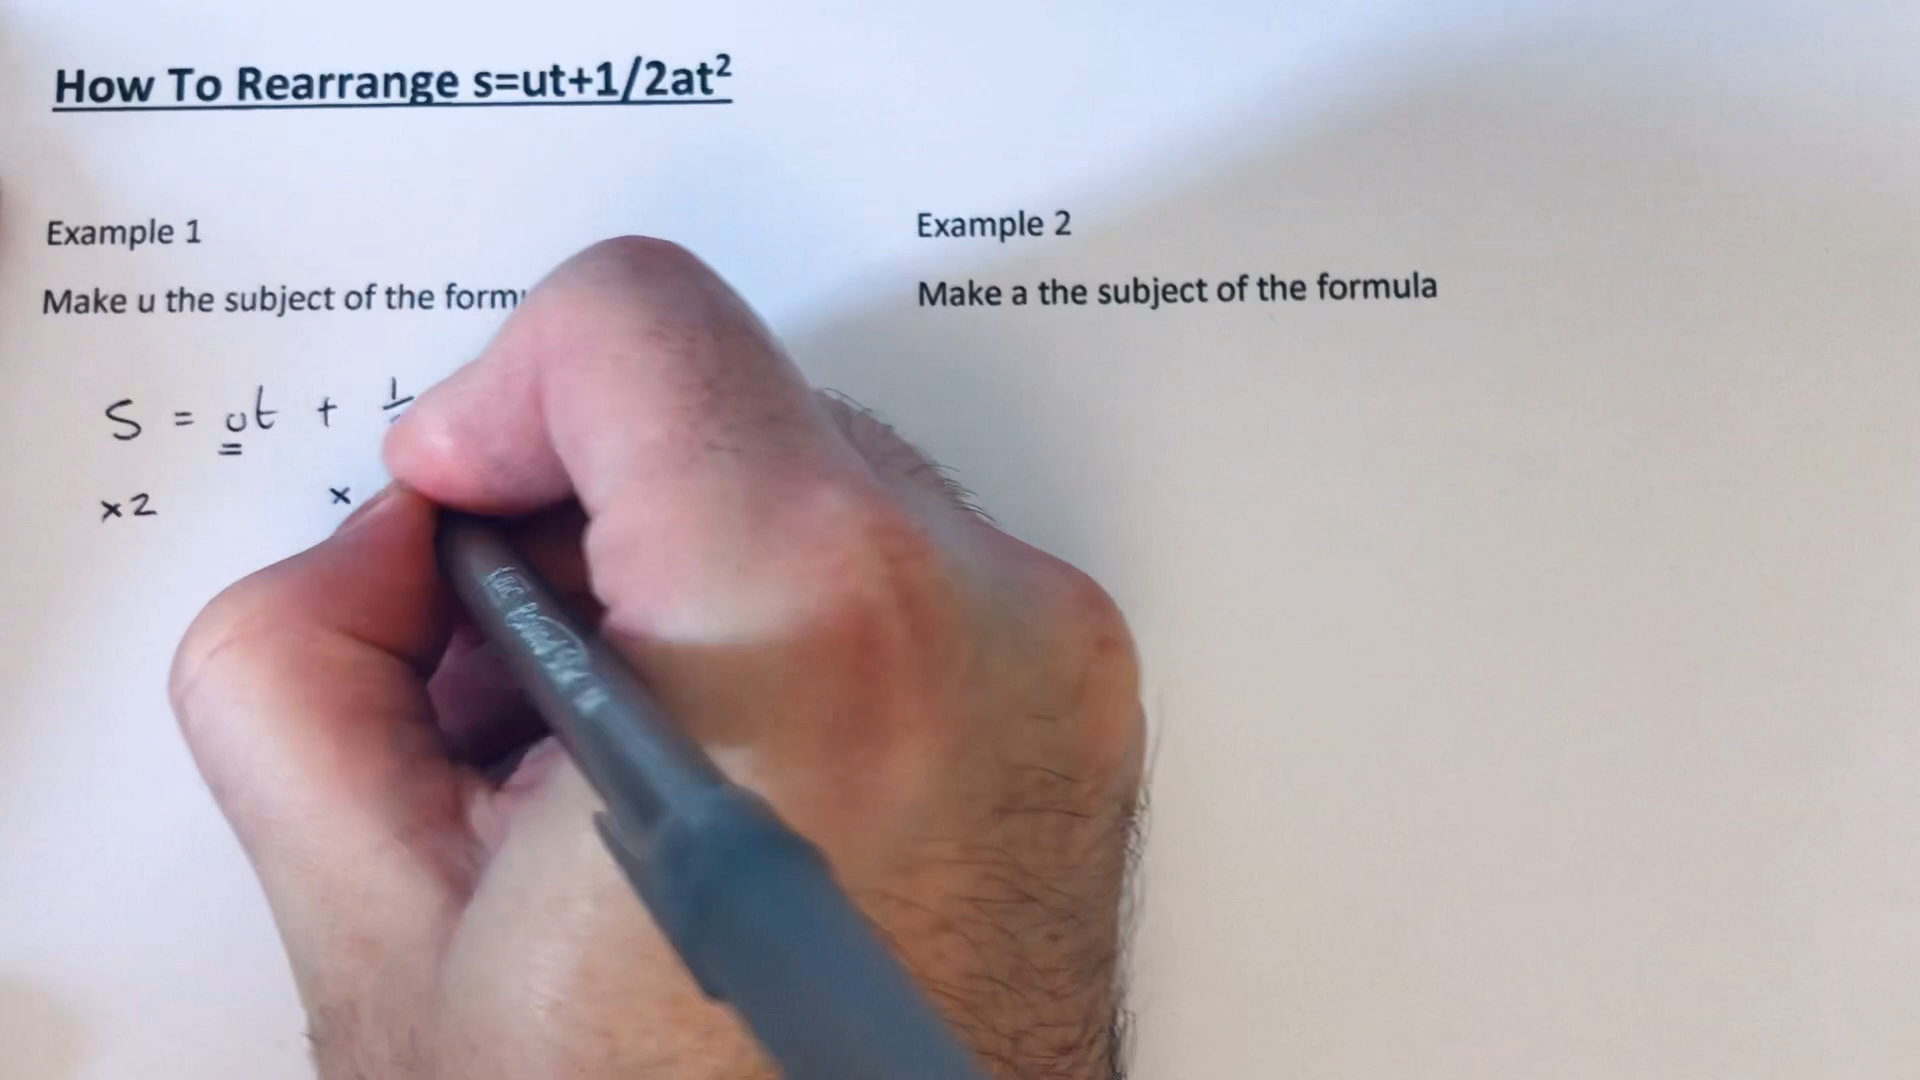 How To Rearrange s=ut+1/2at²
Example 1
Make u the subject of the
S = ut + 1
×2 ×
Example 2
Make a the subject of the formula